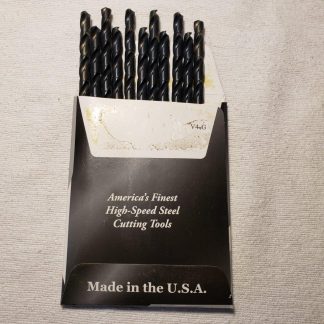 America's Finest
High-Speed Steel
Cutting Tools
Made in the U.S.A.